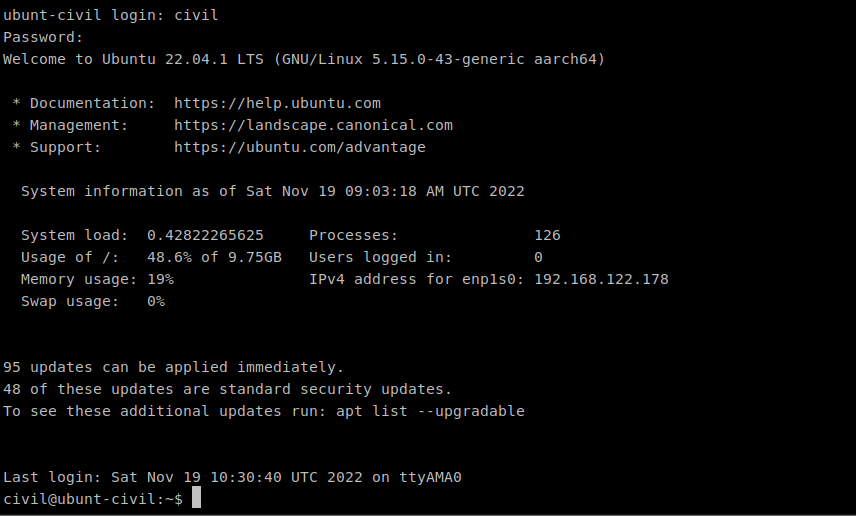 ubunt-civil login: civil
Password:
Welcome to Ubuntu 22.04.1 LTS (GNU/Linux 5.15.0-43-generic aarch64)
* Documentation:  https://help.ubuntu.com
* Management:     https://landscape.canonical.com
* Support:        https://ubuntu.com/advantage
System information as of Sat Nov 19 09:03:18 AM UTC 2022
System load:  0.42822265625     Processes:               126
Usage of /:   48.6% of 9.75GB   Users logged in:         0
Memory usage: 19%               IPv4 address for enp1s0: 192.168.122.178
Swap usage:   0%
95 updates can be applied immediately.
48 of these updates are standard security updates.
To see these additional updates run: apt list --upgradable
Last login: Sat Nov 19 10:30:40 UTC 2022 on ttyAMA0
civil@ubunt-civil:~$